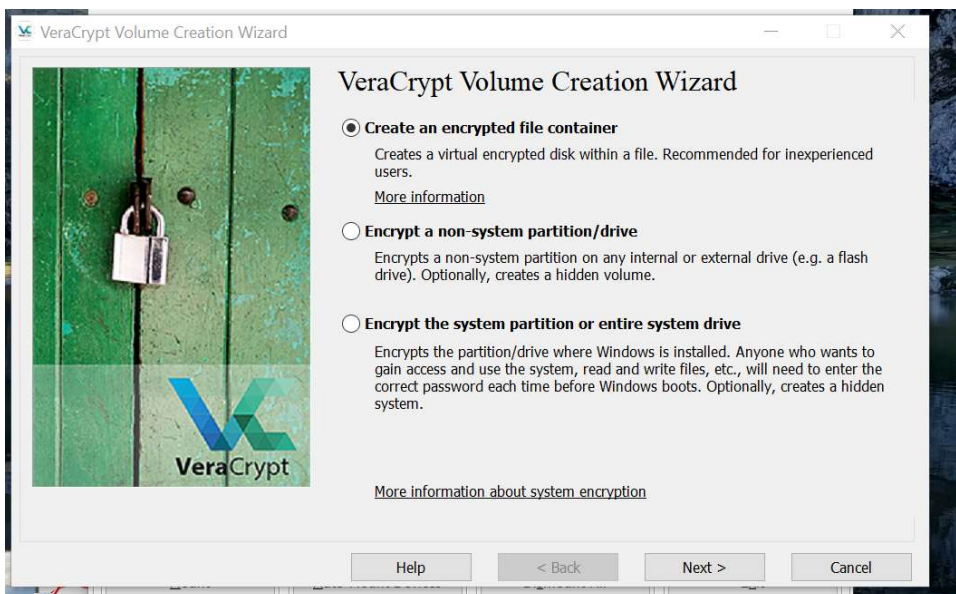 VeraCrypt Volume Creation Wizard
VeraCrypt Volume Creation Wizard
Create an encrypted file container
Creates a virtual encrypted disk within a file. Recommended for inexperienced
users.
More information
Encrypt a non-system partition/drive
Encrypts a non-system partition on any internal or external drive (e.g. a flash
drive). Optionally, creates a hidden volume.
Encrypt the system partition or entire system drive
Encrypts the partition/drive where Windows is installed. Anyone who wants to
gain access and use the system, read and write files, etc., will need to enter the
correct password each time before Windows boots. Optionally, creates a hidden
system.
VeraCrypt
More information about system encryption
Help < Back Next > Cancel